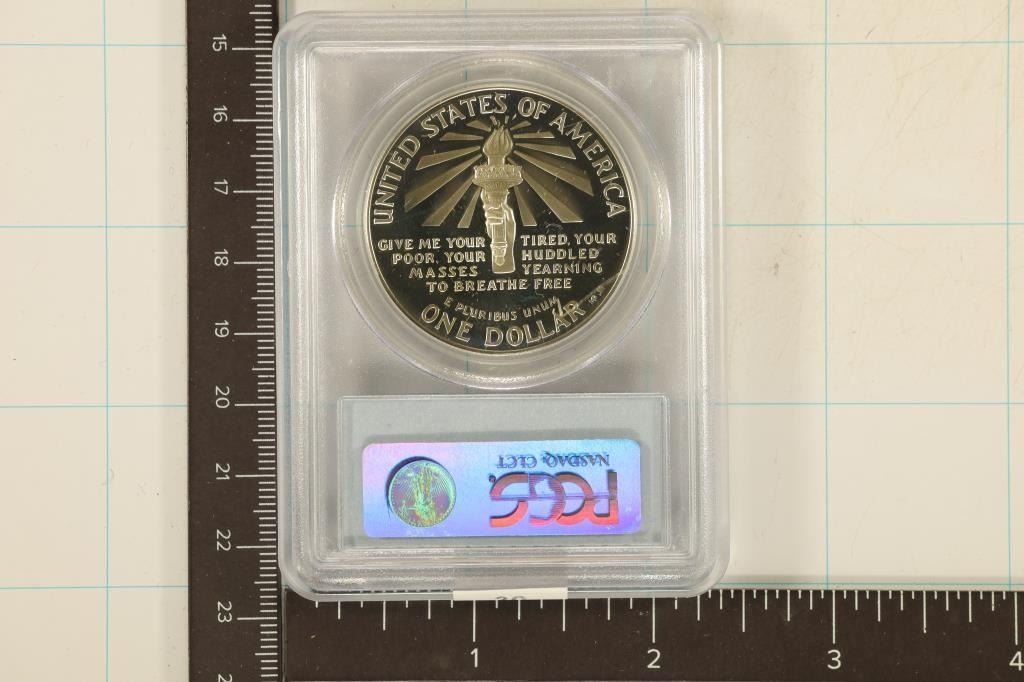 UNITED STATES OF AMERICA
GIVE ME YOUR TIRED, YOUR
POOR, YOUR HUDDLED
MASSES YEARNING
TO BREATHE FREE
E PLURIBUS UNUM
ONE DOLLAR
NASDAQ, CLCT
PCGS
15
16
17
18
19
20
21
22
23
1
2
3
4